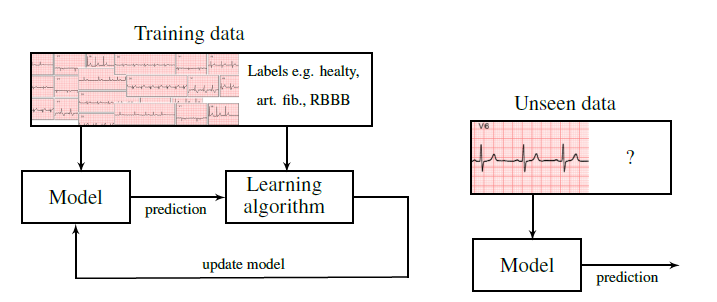 Training data
Labels e.g. healty,
art. fib., RBBB
Model
prediction
Learning
algorithm
update model
Unseen data
V6
?
Model
prediction